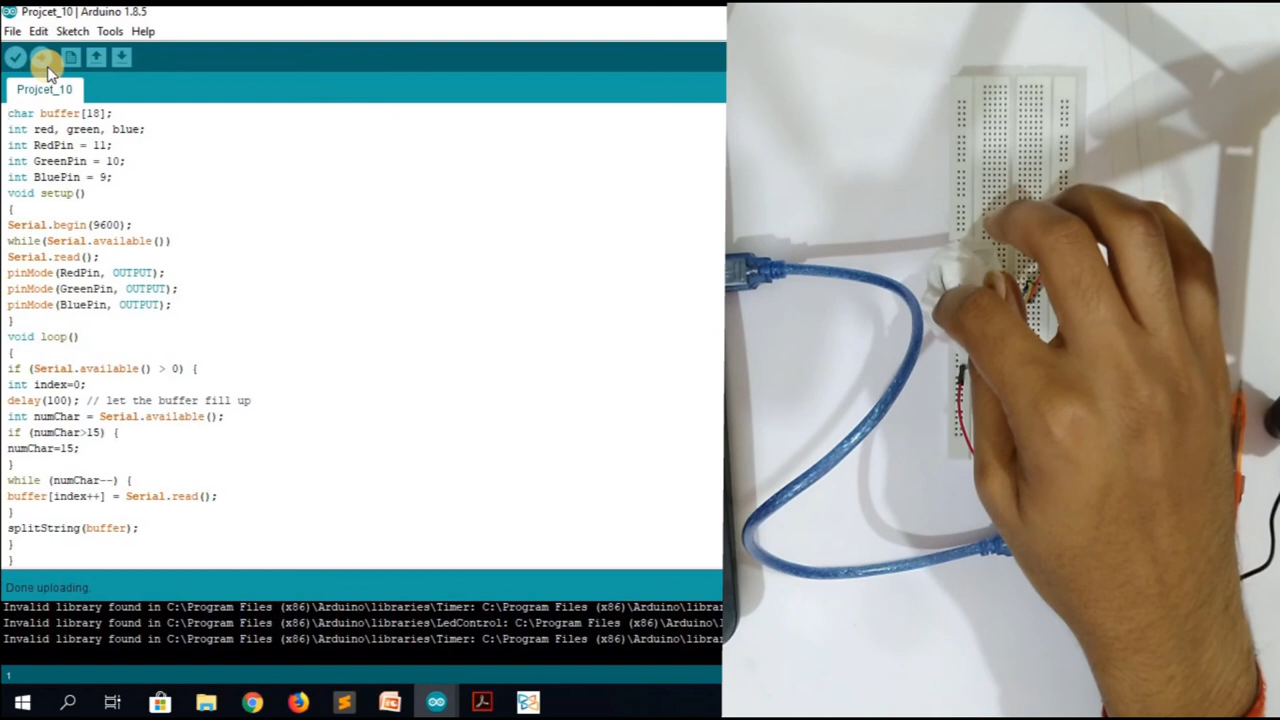 Projcet_10 | Arduino 1.8.5
File Edit Sketch Tools Help
Projcet_10
char buffer[18];
int red, green, blue;
int RedPin = 11;
int GreenPin = 10;
int BluePin = 9;
void setup()
{
Serial.begin(9600);
while(Serial.available())
Serial.read();
pinMode(RedPin, OUTPUT);
pinMode(GreenPin, OUTPUT);
pinMode(BluePin, OUTPUT);
}
void loop()
{
if (Serial.available() > 0) {
int index=0;
delay(100); // let the buffer fill up
int numChar = Serial.available();
if (numChar>15) {
numChar=15;
}
while (numChar--) {
buffer[index++] = Serial.read();
}
splitString(buffer);
}
}
Done uploading.
Invalid library found in C:\Program Files (x86)\Arduino\libraries\Timer: C:\Program Files (x86)\Arduino\librar
Invalid library found in C:\Program Files (x86)\Arduino\libraries\LedControl: C:\Program Files (x86)\Arduino\l
Invalid library found in C:\Program Files (x86)\Arduino\libraries\Timer: C:\Program Files (x86)\Arduino\librar
1